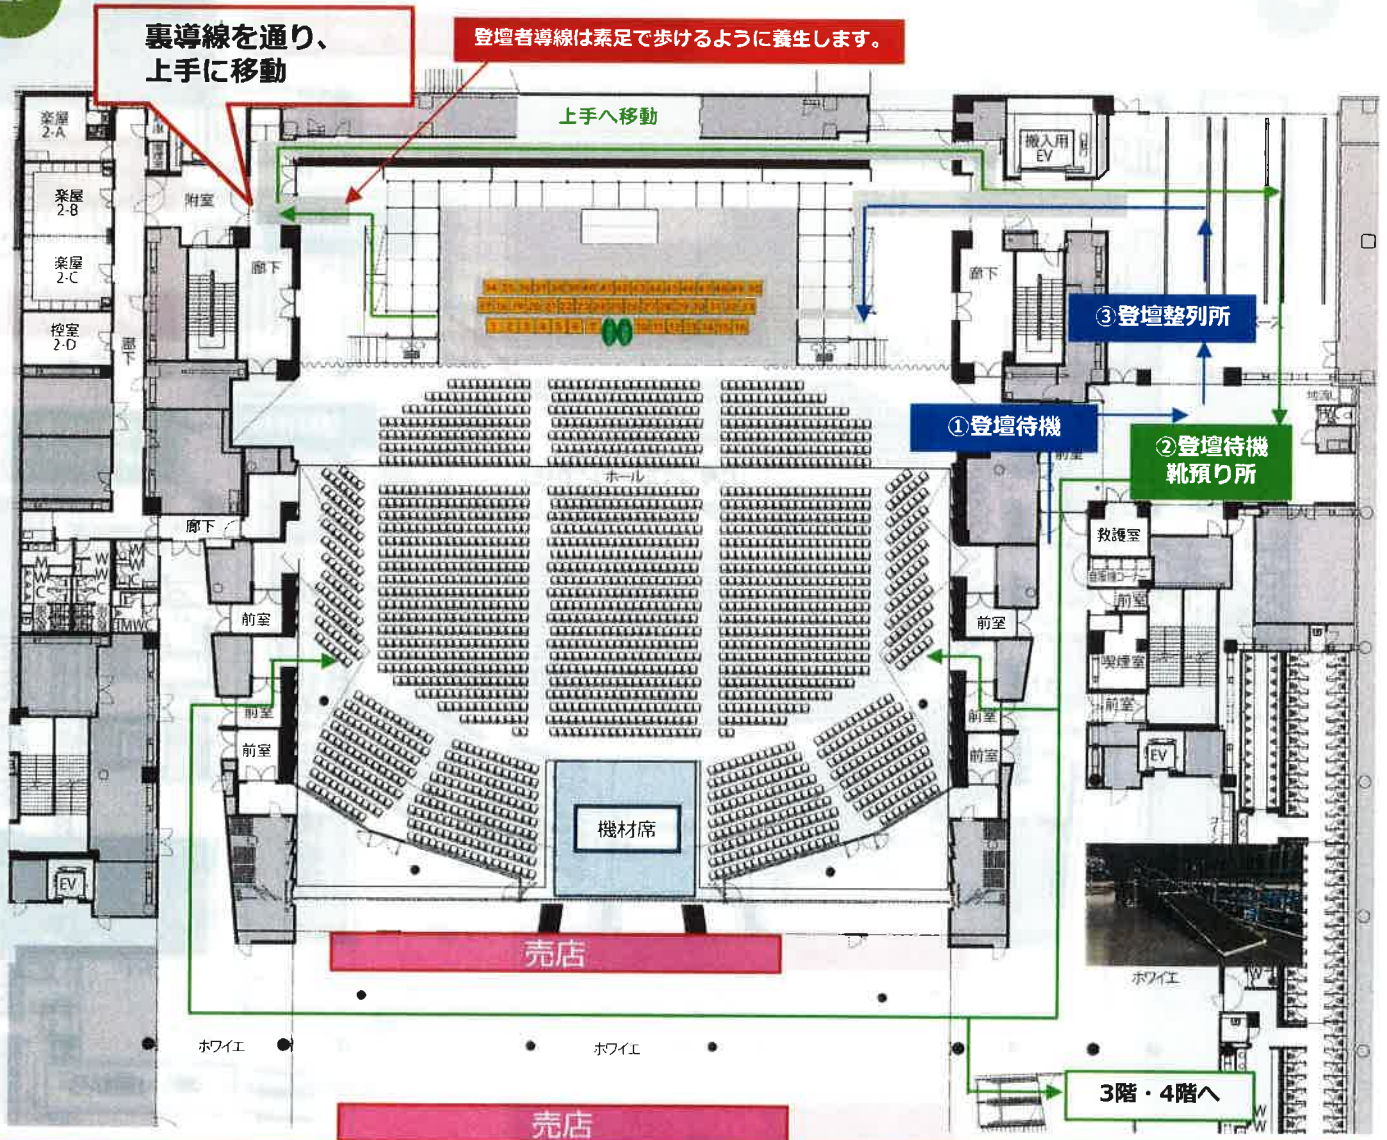 裏導線を通り、
上手に移動
登壇者導線は素足で歩けるように養生します。
上手へ移動
楽屋
2-A
楽屋
2-B
楽屋
2-C
控室
2-D
附室
廊下
廊下
廊下
搬入用
EV
廊下
③登壇整列所
①登壇待機
②登壇待機
靴預り所
前室
ホール
救護室
前室
喫煙室
前室
EV
前室
前室
前室
前室
前室
前室
機材席
EV
売店
ホワイエ
ホワイエ
ホワイエ
3階・4階へ
売店